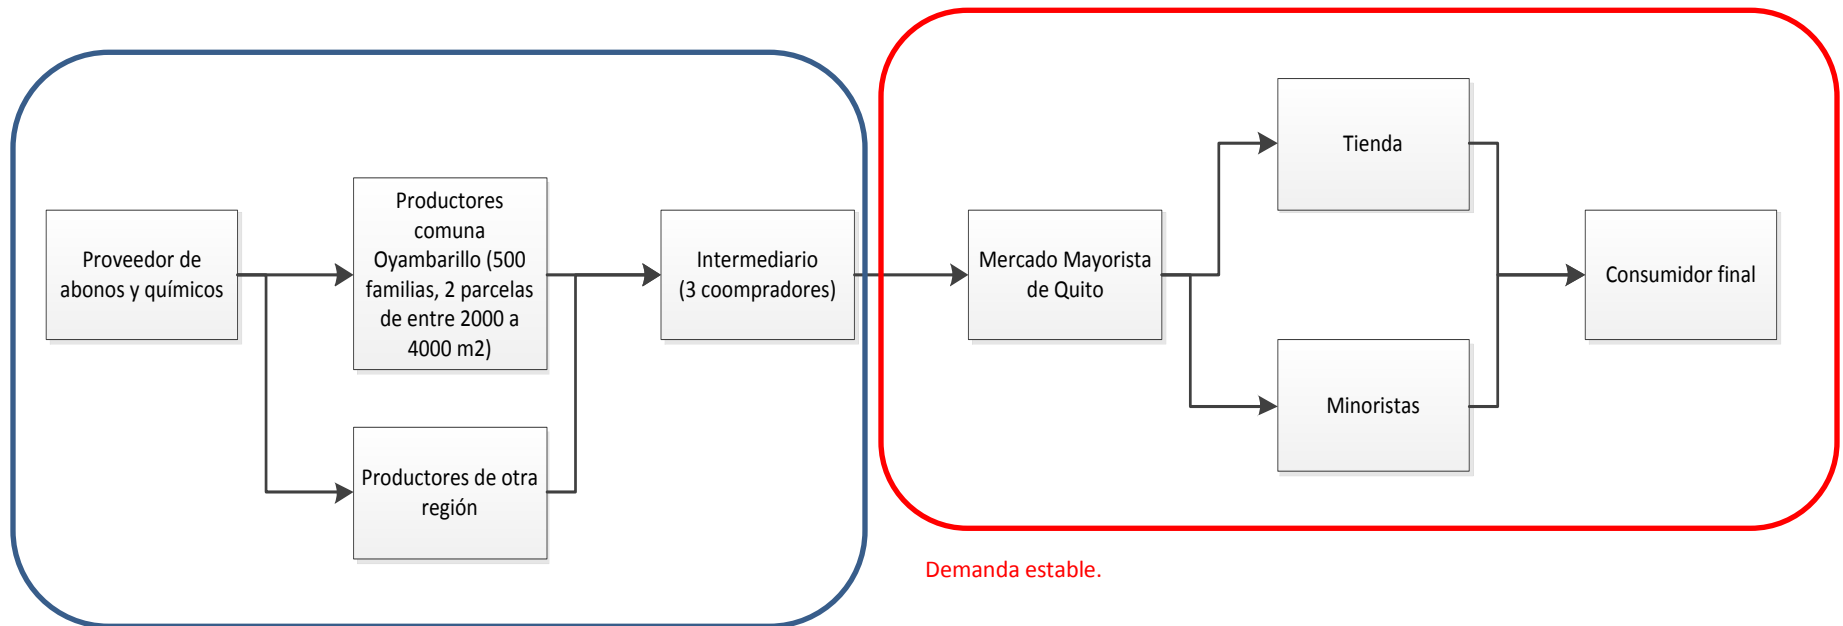 Proveedor de
abonos y químicos
Productores
comuna
Oyambarillo (500
familias, 2 parcelas
de entre 2000 a
4000 m2)
Productores de otra
región
Intermediario
(3 coompradores)
Mercado Mayorista
de Quito
Tienda
Minoristas
Consumidor final
Demanda estable.